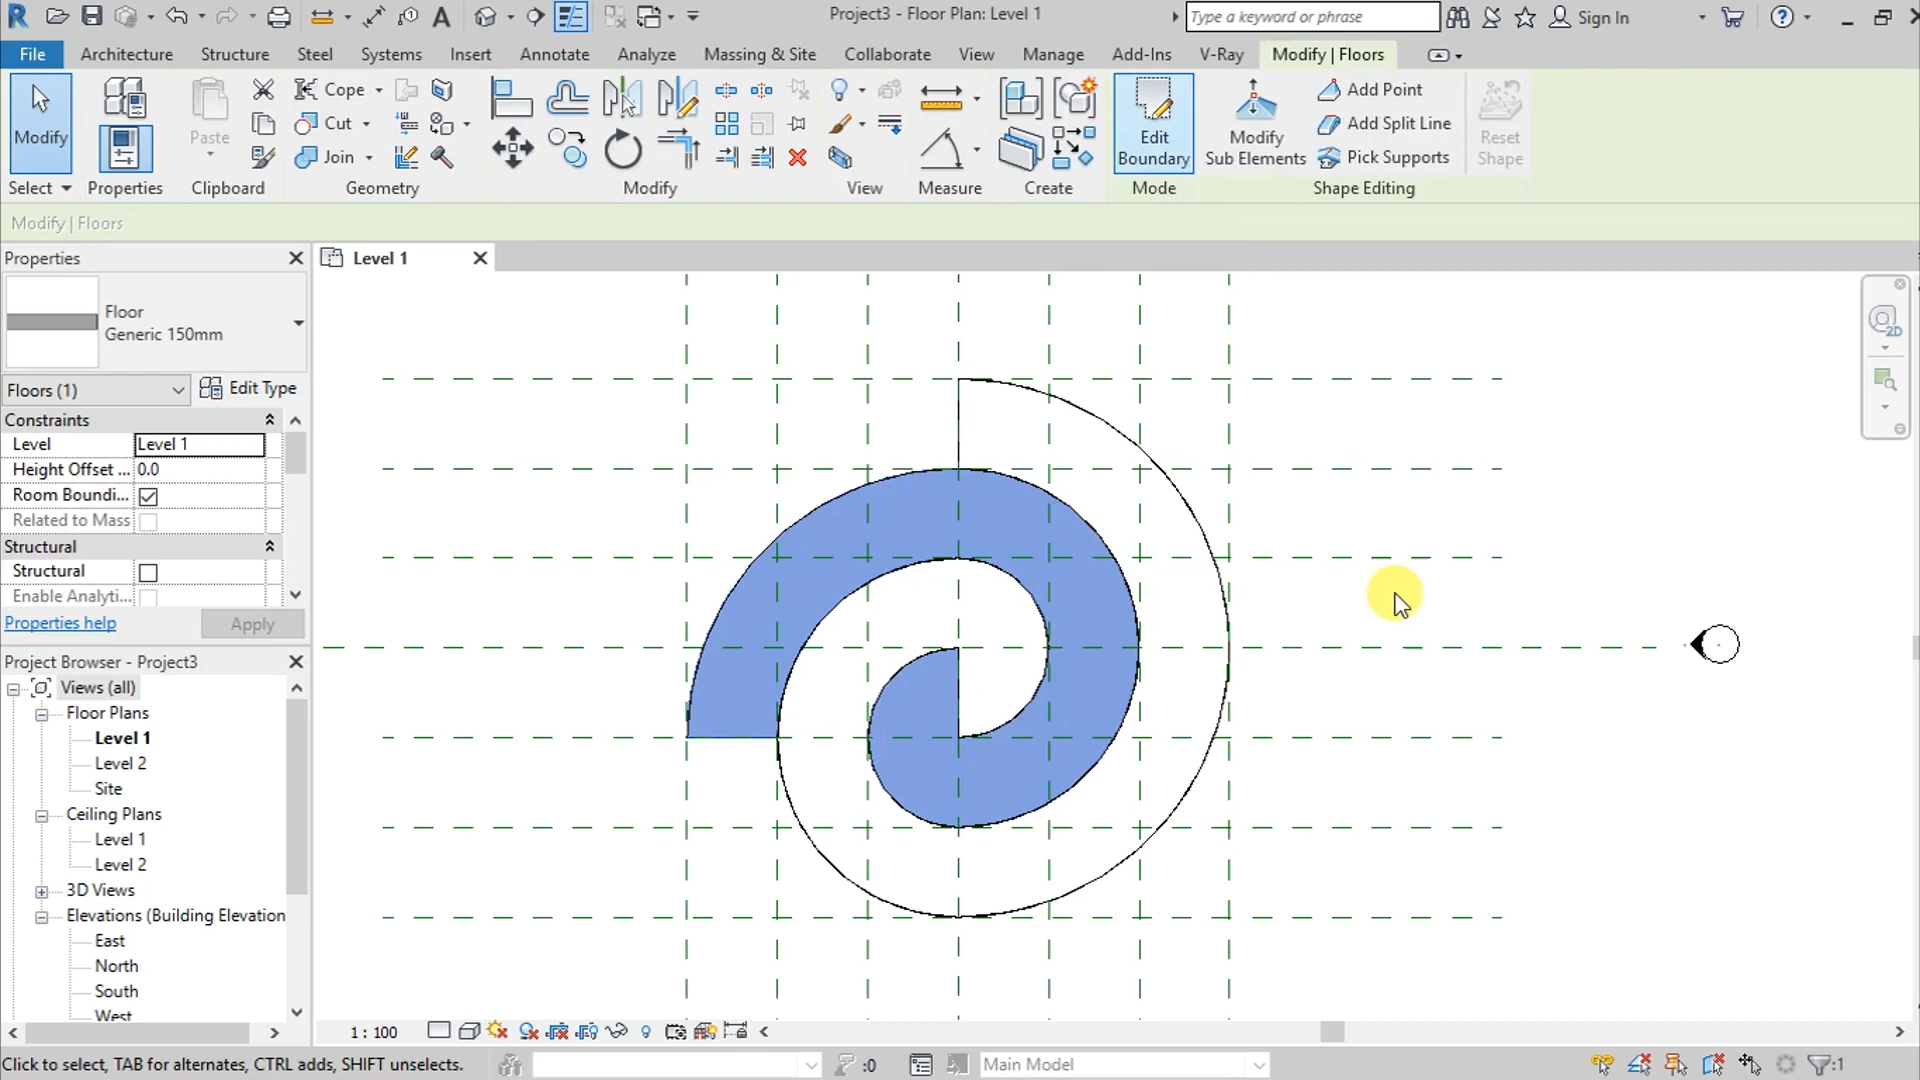 Project3 - Floor Plan: Level 1
Type a keyword or phrase
Sign In
File Architecture Structure Steel Systems Insert Annotate Analyze Massing & Site Collaborate View Manage Add-Ins V-Ray Modify | Floors
Modify
Paste
Cope
Cut
Join
Edit
Boundary
Modify
Sub Elements
Add Point
Add Split Line
Pick Supports
Reset
Shape
Select Properties Clipboard Geometry Modify View Measure Create Mode Shape Editing
Modify | Floors
Properties
Level 1
Floor
Generic 150mm
Floors (1)
Edit Type
Constraints
Level Level 1
Height Offset ... 0.0
Room Boundi...
Related to Mass
Structural
Structural
Enable Analyti...
Properties help
Apply
Project Browser - Project3
Views (all)
Floor Plans
Level 1
Level 2
Site
Ceiling Plans
Level 1
Level 2
3D Views
Elevations (Building Elevation
East
North
South
West
2D
1 : 100
Click to select, TAB for alternates, CTRL adds, SHIFT unselects.
:0
Main Model
:1